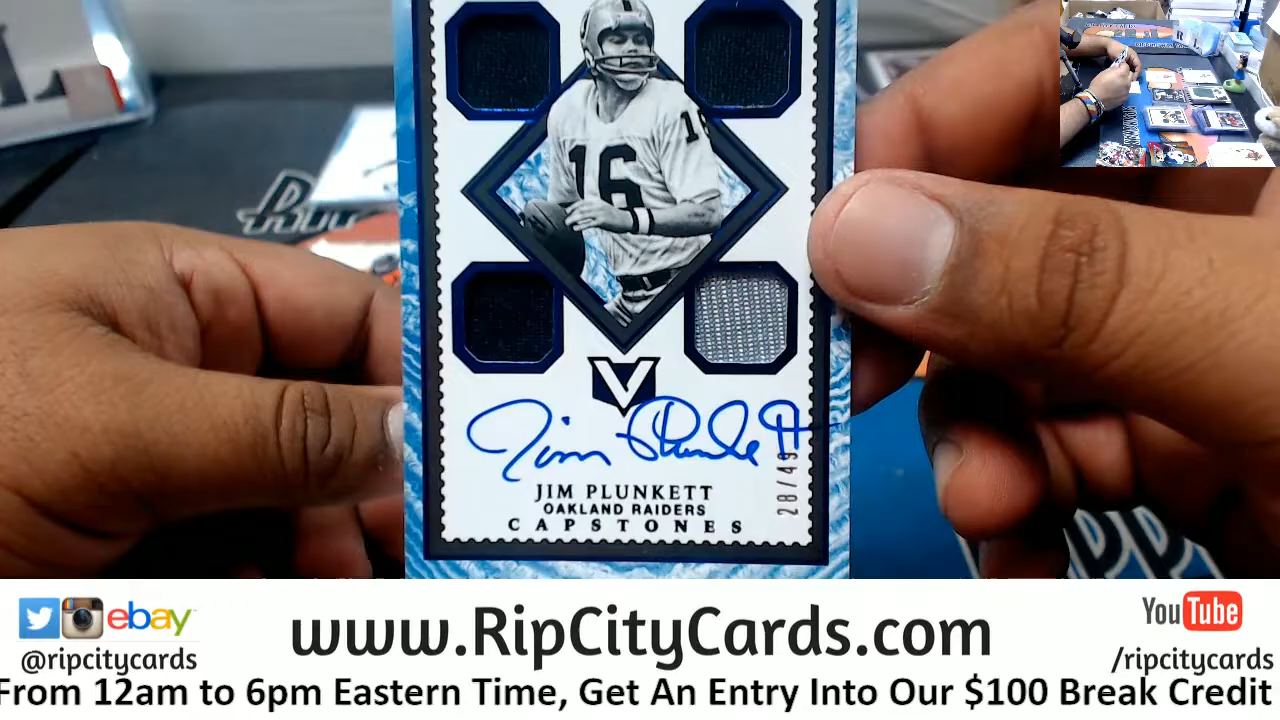 16
16
V
Jim Plunkett
28/49
JIM PLUNKETT
OAKLAND RAIDERS
CAPSTONES
ebay
YouTube
www.RipCityCards.com
@ripcitycards
/ripcitycards
From 12am to 6pm Eastern Time, Get An Entry Into Our $100 Break Credit